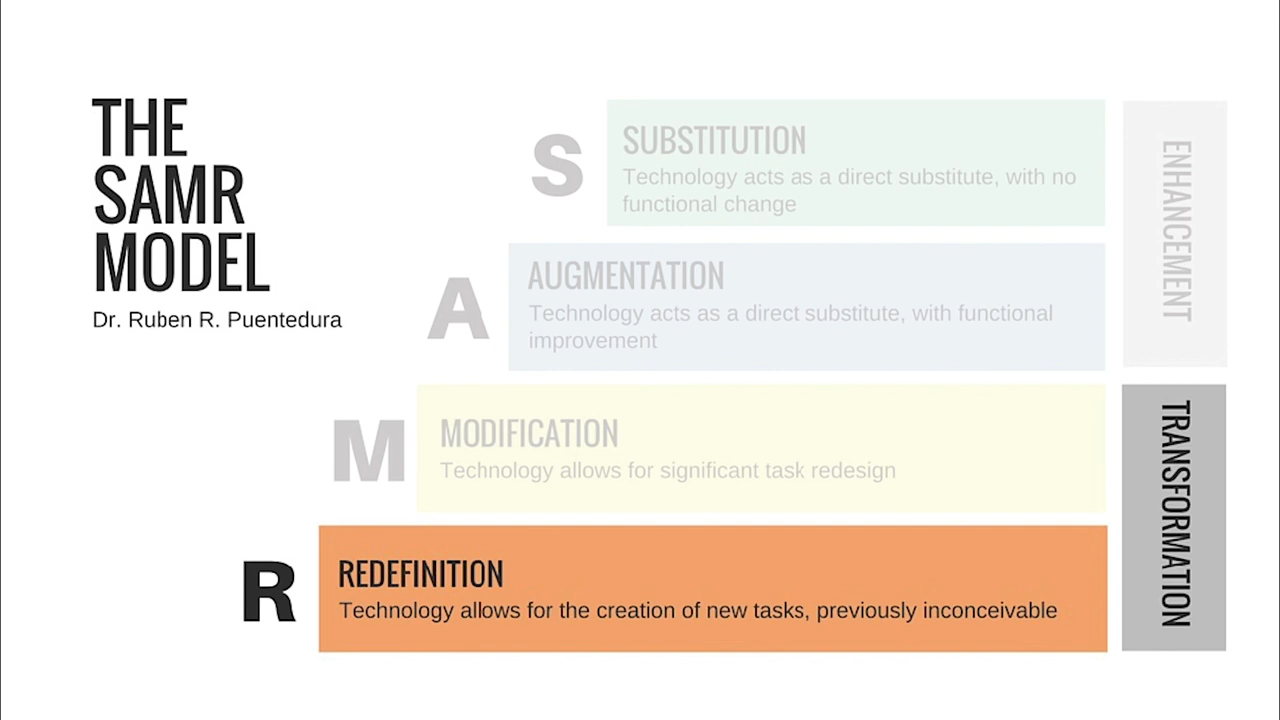 THE
SAMR
MODEL
Dr. Ruben R. Puentedura
S
SUBSTITUTION
Technology acts as a direct substitute, with no
functional change
A
AUGMENTATION
Technology acts as a direct substitute, with functional
improvement
M
MODIFICATION
Technology allows for significant task redesign
R
REDEFINITION
Technology allows for the creation of new tasks, previously inconceivable
ENHANCEMENT
TRANSFORMATION